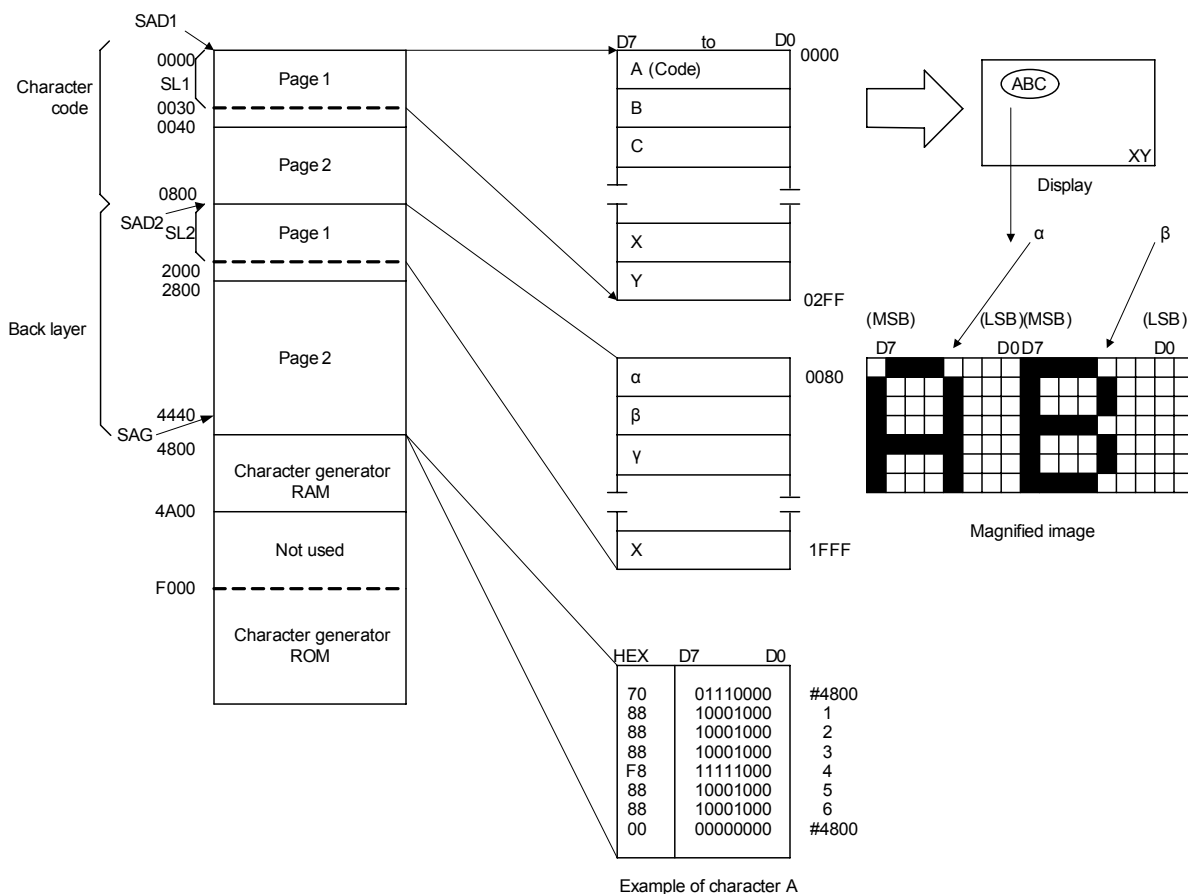 SAD1
Character
code
0000
SL1
0030
0040
0800
SAD2
SL2
2000
2800
Back layer
4440
SAG
4800
4A00
F000
Page 1
Page 2
Page 1
Page 2
Character generator
RAM
Not used
Character generator
ROM
D7 to D0
0000
A (Code)
B
C
X
Y
02FF
α
0080
β
γ
X
1FFF
HEX D7 D0
70 01110000 #4800
88 10001000 1
88 10001000 2
88 10001000 3
F8 11111000 4
88 10001000 5
88 10001000 6
00 00000000 #4800
Example of character A
ABC
XY
Display
α β
(MSB) (LSB) (MSB) (LSB)
D7 D0 D7 D0
Magnified image